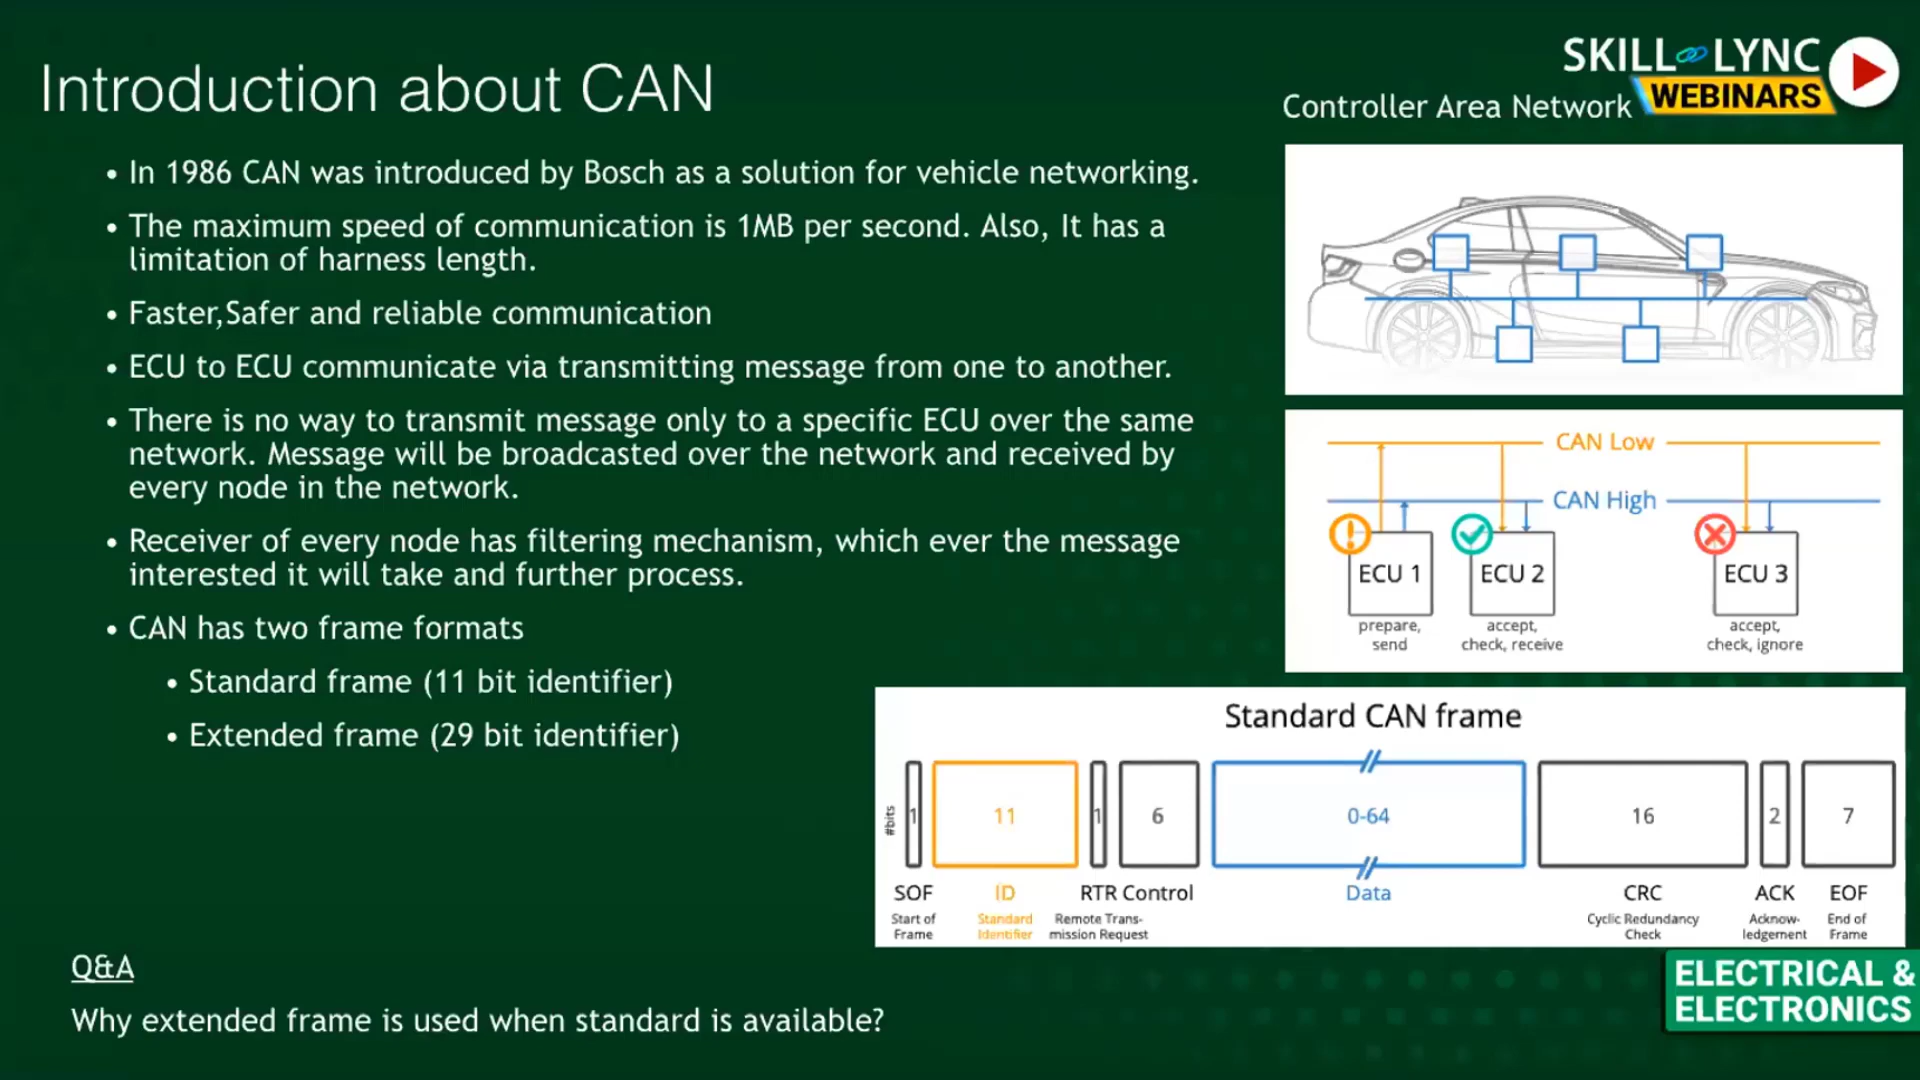 Introduction about CAN
SKILL LYNC
WEBINARS
Controller Area Network
• In 1986 CAN was introduced by Bosch as a solution for vehicle networking.
• The maximum speed of communication is 1MB per second. Also, It has a
limitation of harness length.
• Faster,Safer and reliable communication
• ECU to ECU communicate via transmitting message from one to another.
• There is no way to transmit message only to a specific ECU over the same
network. Message will be broadcasted over the network and received by
every node in the network.
• Receiver of every node has filtering mechanism, which ever the message
interested it will take and further process.
• CAN has two frame formats
• Standard frame (11 bit identifier)
• Extended frame (29 bit identifier)
CAN Low
CAN High
ECU 1
ECU 2
ECU 3
prepare,
send
accept,
check, receive
accept,
check, ignore
Standard CAN frame
#bits
1
11
1
6
0-64
16
2
7
SOF
ID
RTR
Control
Data
CRC
ACK
EOF
Start of
Frame
Standard
Identifier
Remote Trans-
mission Request
Cyclic Redundancy
Check
Acknow-
ledgement
End of
Frame
Q&A
Why extended frame is used when standard is available?
ELECTRICAL &
ELECTRONICS